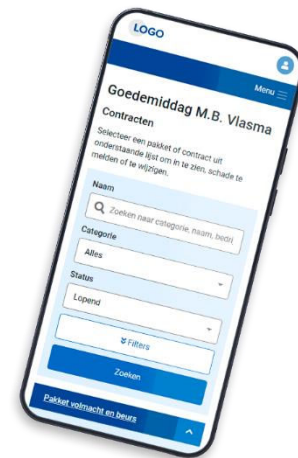 LOGO
Menu
Goedemiddag M.B. Vlasma
Contracten
Selecteer een pakket of contract uit
onderstaande lijst om in te zien, schade te
melden of te wijzigen.
Naam
Zoeken naar categorie, naam, bedrij
Categorie
Alles
Status
Lopend
Filters
Zoeken
Pakket volmacht en beurs